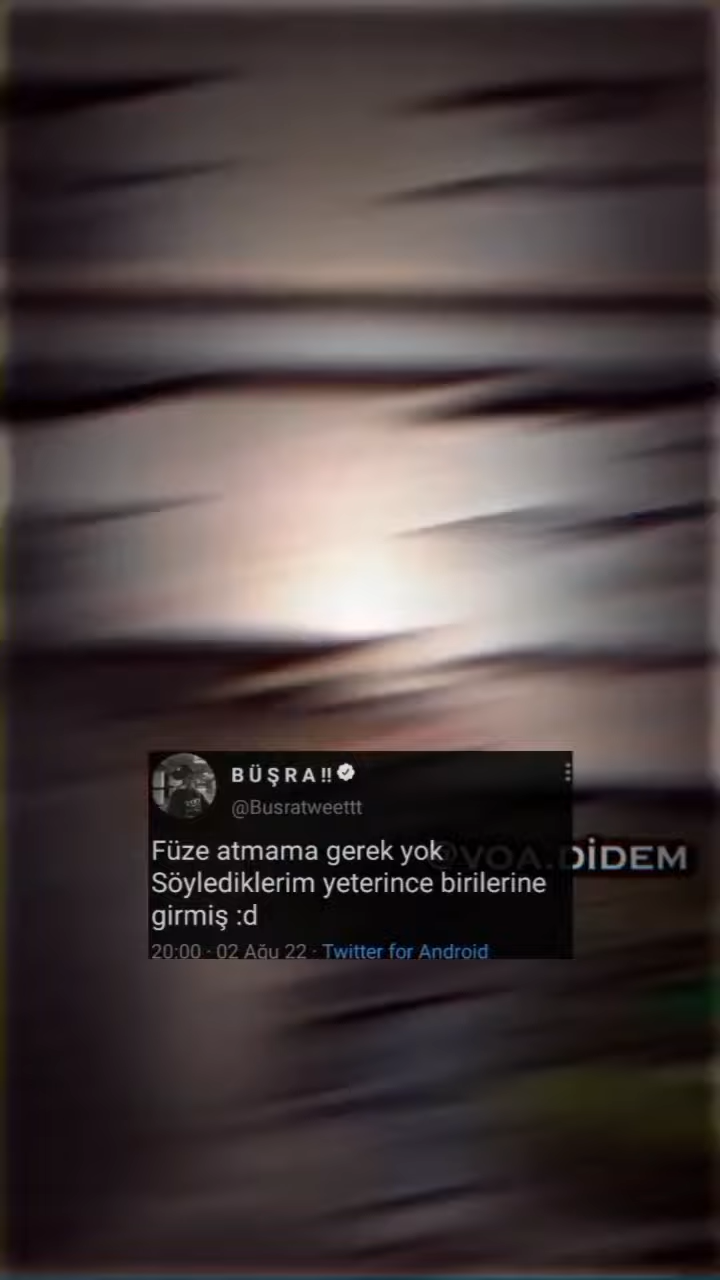 BÜŞRA‼
@Busratweettt
Füze atmama gerek yok
@VOA.DİDEM
Söylediklerim yeterince birilerine
girmiş :d
20:00 · 02 Ağu 22 · Twitter for Android